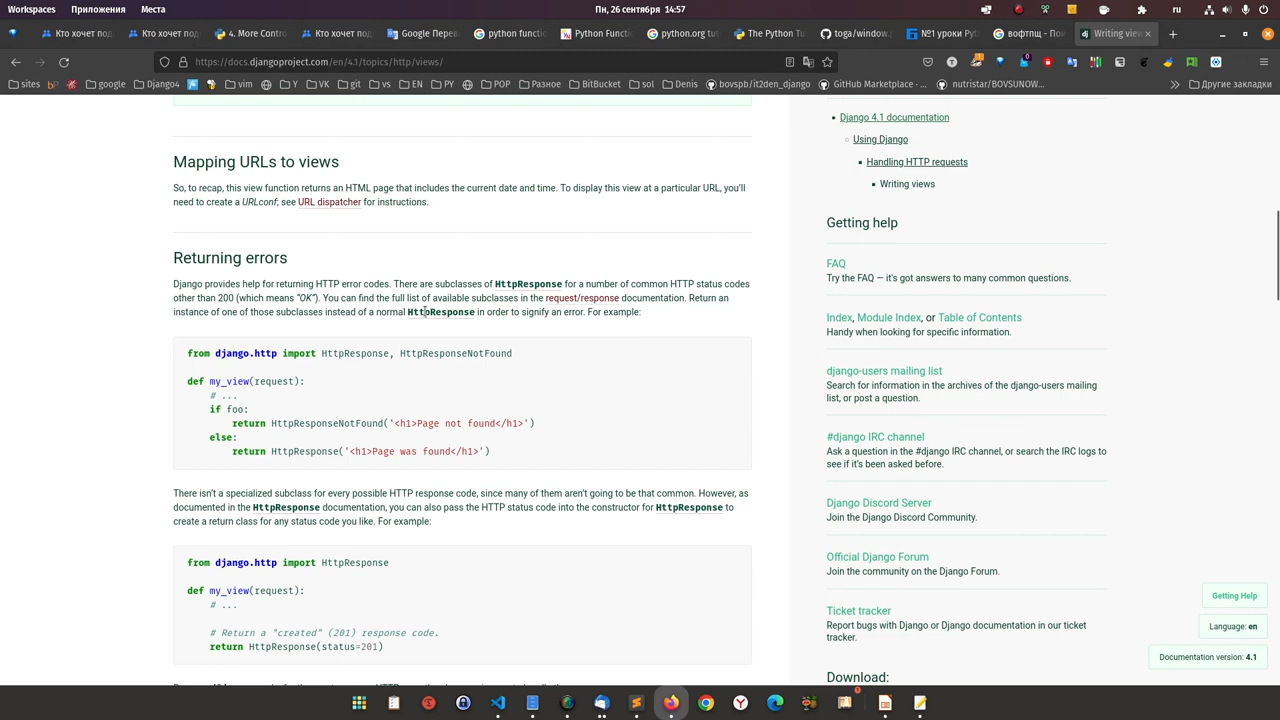 Workspaces Приложения Места Пн, 26 сентября 14:57 ru
Кто хочет под Кто хочет под 4. More Contro Кто хочет под Google Перев python functio Python Functi python.org tut The Python Tu toga/window. №1 уроки Pyt вофтпщ - Пои Writing view
https://docs.djangoproject.com/en/4.1/topics/http/views/
sites google Django4 vim Y VK git vs EN PY POP Разное BitBucket sol Denis bovspb/it2den_django GitHub Marketplace · ... nutristar/BOVSUNOW... Другие закладки
Mapping URLs to views
So, to recap, this view function returns an HTML page that includes the current date and time. To display this view at a particular URL, you'll
need to create a URLconf; see URL dispatcher for instructions.
Returning errors
Django provides help for returning HTTP error codes. There are subclasses of HttpResponse for a number of common HTTP status codes
other than 200 (which means “OK”). You can find the full list of available subclasses in the request/response documentation. Return an
instance of one of those subclasses instead of a normal HttpResponse in order to signify an error. For example:
from django.http import HttpResponse, HttpResponseNotFound
def my_view(request):
# ...
if foo:
return HttpResponseNotFound('<h1>Page not found</h1>')
else:
return HttpResponse('<h1>Page was found</h1>')
There isn’t a specialized subclass for every possible HTTP response code, since many of them aren’t going to be that common. However, as
documented in the HttpResponse documentation, you can also pass the HTTP status code into the constructor for HttpResponse to
create a return class for any status code you like. For example:
from django.http import HttpResponse
def my_view(request):
# ...
# Return a "created" (201) response code.
return HttpResponse(status=201)
Django 4.1 documentation
Using Django
Handling HTTP requests
Writing views
Getting help
FAQ
Try the FAQ — it's got answers to many common questions.
Index, Module Index, or Table of Contents
Handy when looking for specific information.
django-users mailing list
Search for information in the archives of the django-users mailing
list, or post a question.
#django IRC channel
Ask a question in the #django IRC channel, or search the IRC logs to
see if it’s been asked before.
Django Discord Server
Join the Django Discord Community.
Official Django Forum
Join the community on the Django Forum.
Ticket tracker
Report bugs with Django or Django documentation in our ticket
tracker.
Download:
Getting Help
Language: en
Documentation version: 4.1